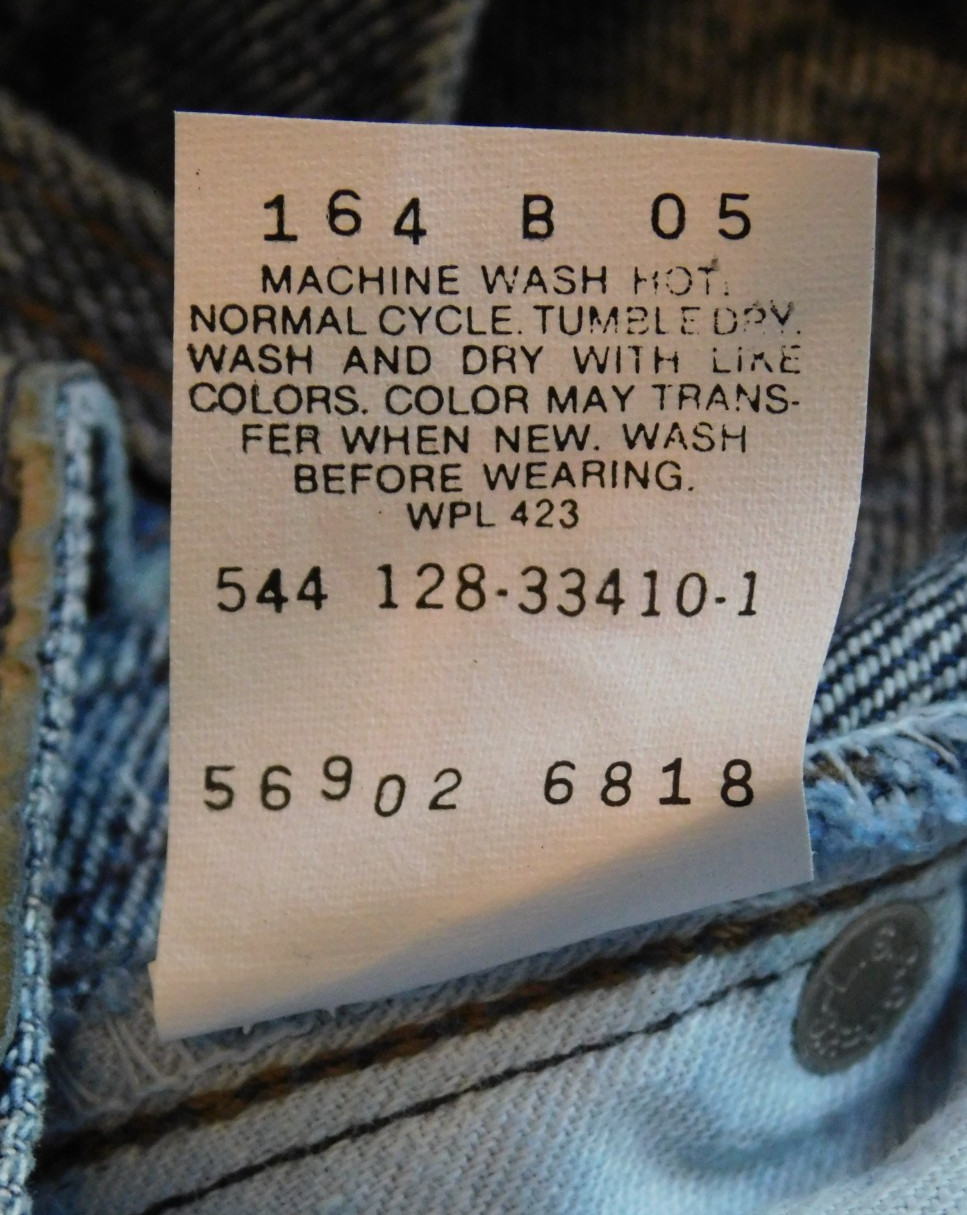 164 B 05
MACHINE WASH HOT.
NORMAL CYCLE. TUMBLE DRY.
WASH AND DRY WITH LIKE
COLORS. COLOR MAY TRANS-
FER WHEN NEW. WASH
BEFORE WEARING.
WPL 423
544 128-33410-1
56902 6818